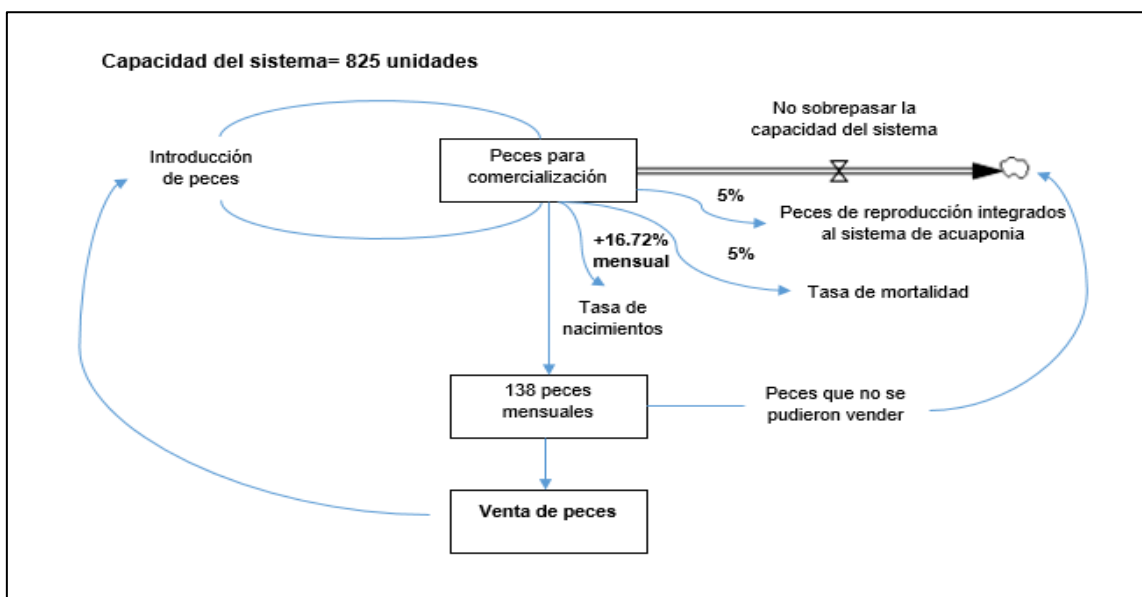 Capacidad del sistema= 825 unidades
No sobrepasar la
capacidad del sistema
Introducción
de peces
Peces para
comercialización
5%
Peces de reproducción integrados
al sistema de acuaponia
+16.72%
mensual
5%
Tasa de mortalidad
Tasa de
nacimientos
138 peces
mensuales
Peces que no se
pudieron vender
Venta de peces